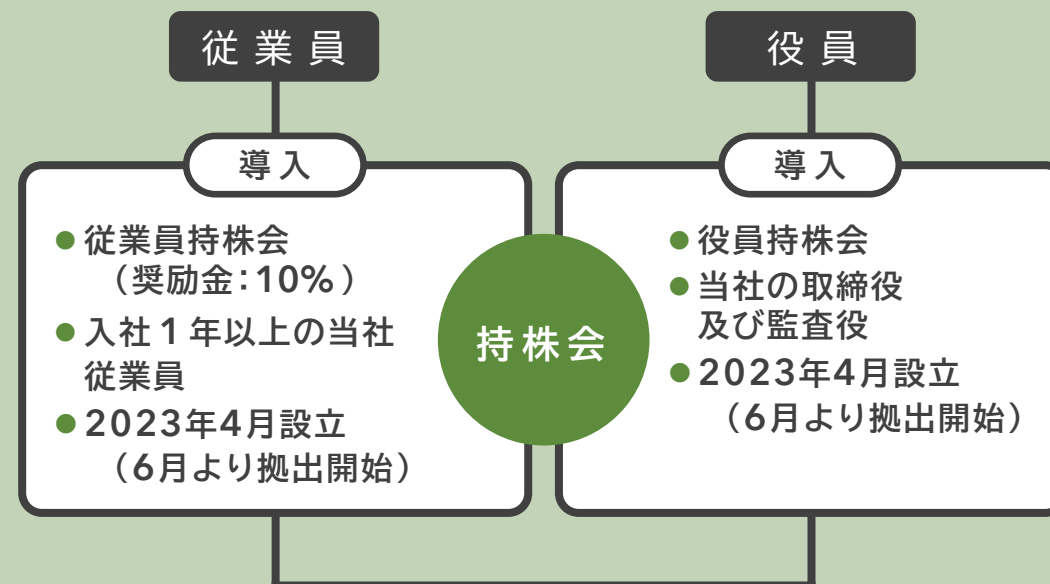 従業員
導入
●従業員持株会
（奨励金：10%）
●入社1年以上の当社
従業員
●2023年4月設立
（6月より拠出開始）
持株会
役員
導入
●役員持株会
●当社の取締役
及び監査役
●2023年4月設立
（6月より拠出開始）